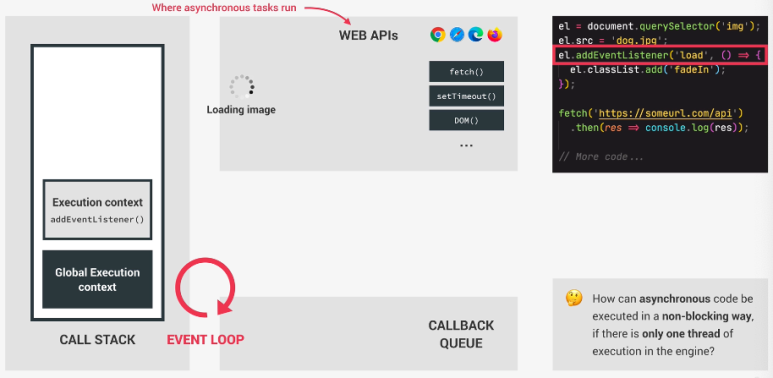 Where asynchronous tasks run
WEB APIs
fetch()
setTimeout()
DOM()
...
Loading image
Execution context
addEventListener()
Global Execution
context
CALL STACK
EVENT LOOP
CALLBACK
QUEUE
el = document.querySelector('img');
el.src = 'dog.jpg';
el.addEventListener('load', () ⇒ {
el.classList.add('fadeIn');
});
fetch('https://someurl.com/api')
.then(res ⇒ console.log(res));
// More code...
How can asynchronous code be
executed in a non-blocking way,
if there is only one thread of
execution in the engine?